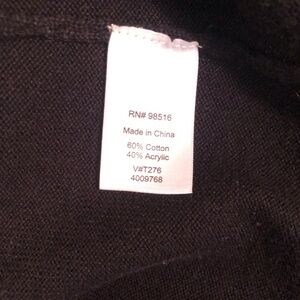 RN# 98516
Made in China
60% Cotton
40% Acrylic
V#T276
4009768